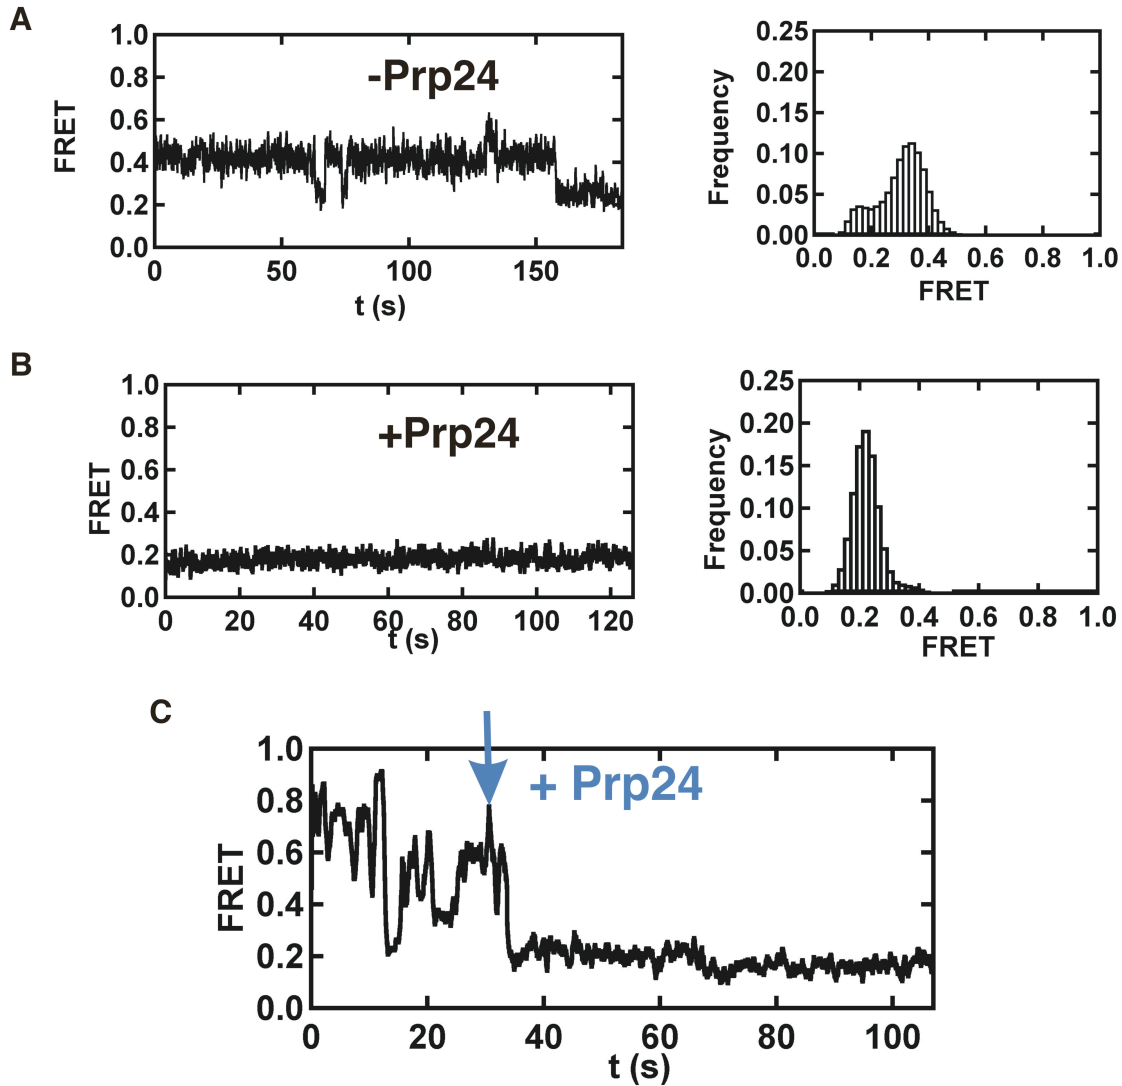 A
-Prp24
FRET
1.0
0.8
0.6
0.4
0.2
0.0
0 50 100 150
t (s)
Frequency
0.25
0.20
0.15
0.10
0.05
0.00
0.0 0.2 0.4 0.6 0.8 1.0
FRET
B
+Prp24
FRET
1.0
0.8
0.6
0.4
0.2
0.0
0 20 40 60 80 100 120
t (s)
Frequency
0.25
0.20
0.15
0.10
0.05
0.00
0.0 0.2 0.4 0.6 0.8 1.0
FRET
C
+ Prp24
FRET
1.0
0.8
0.6
0.4
0.2
0.0
0 20 40 60 80 100
t (s)